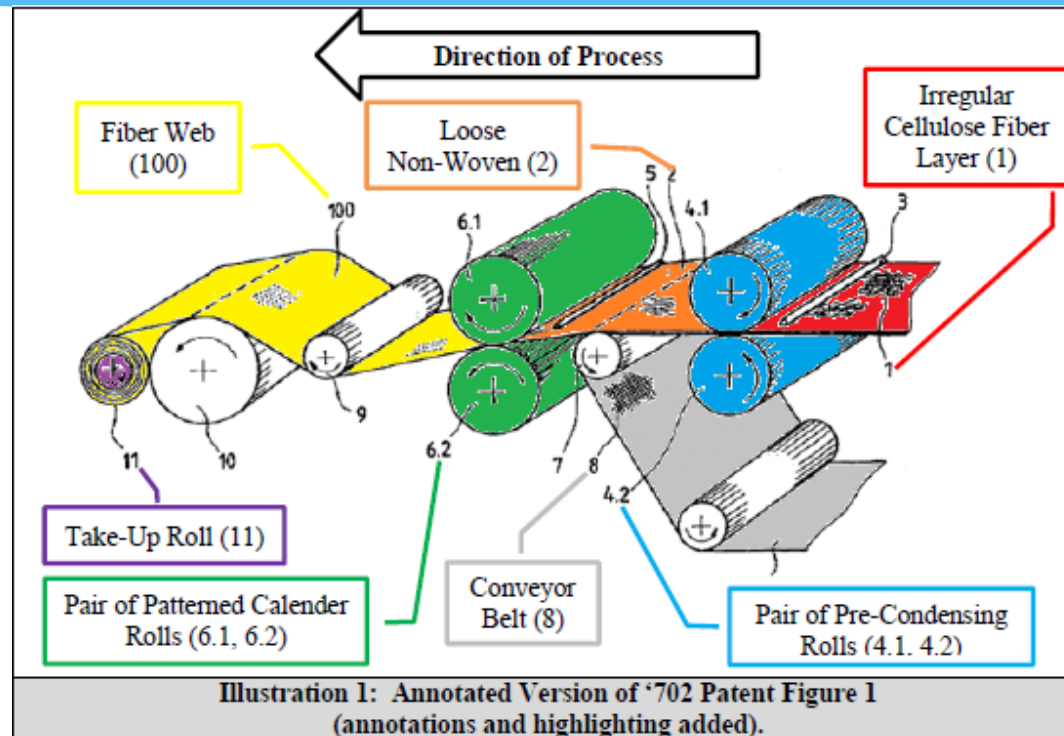 Direction of Process
Fiber Web
(100)
Loose
Non-Woven (2)
Irregular
Cellulose Fiber
Layer (1)
100
6.1
5
2
4.1
3
1
11
10
9
6.2
7
8
4.2
Take-Up Roll (11)
Pair of Patterned Calender
Rolls (6.1, 6.2)
Conveyor
Belt (8)
Pair of Pre-Condensing
Rolls (4.1. 4.2)
Illustration 1: Annotated Version of ‘702 Patent Figure 1
(annotations and highlighting added).